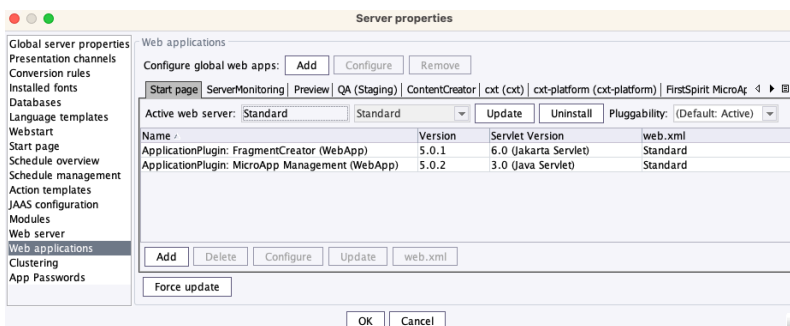 Server properties
Global server properties
Presentation channels
Conversion rules
Installed fonts
Databases
Language templates
Webstart
Start page
Schedule overview
Schedule management
Action templates
JAAS configuration
Modules
Web server
Web applications
Clustering
App Passwords
Web applications
Configure global web apps: Add Configure Remove
Start page ServerMonitoring Preview QA (Staging) ContentCreator cxt (cxt) cxt-platform (cxt-platform) FirstSpirit MicroAp
Active web server: Standard Standard Update Uninstall Pluggability: (Default: Active)
Name Version Servlet Version web.xml
ApplicationPlugin: FragmentCreator (WebApp) 5.0.1 6.0 (Jakarta Servlet) Standard
ApplicationPlugin: MicroApp Management (WebApp) 5.0.2 3.0 (Java Servlet) Standard
Add Delete Configure Update web.xml
Force update
OK Cancel